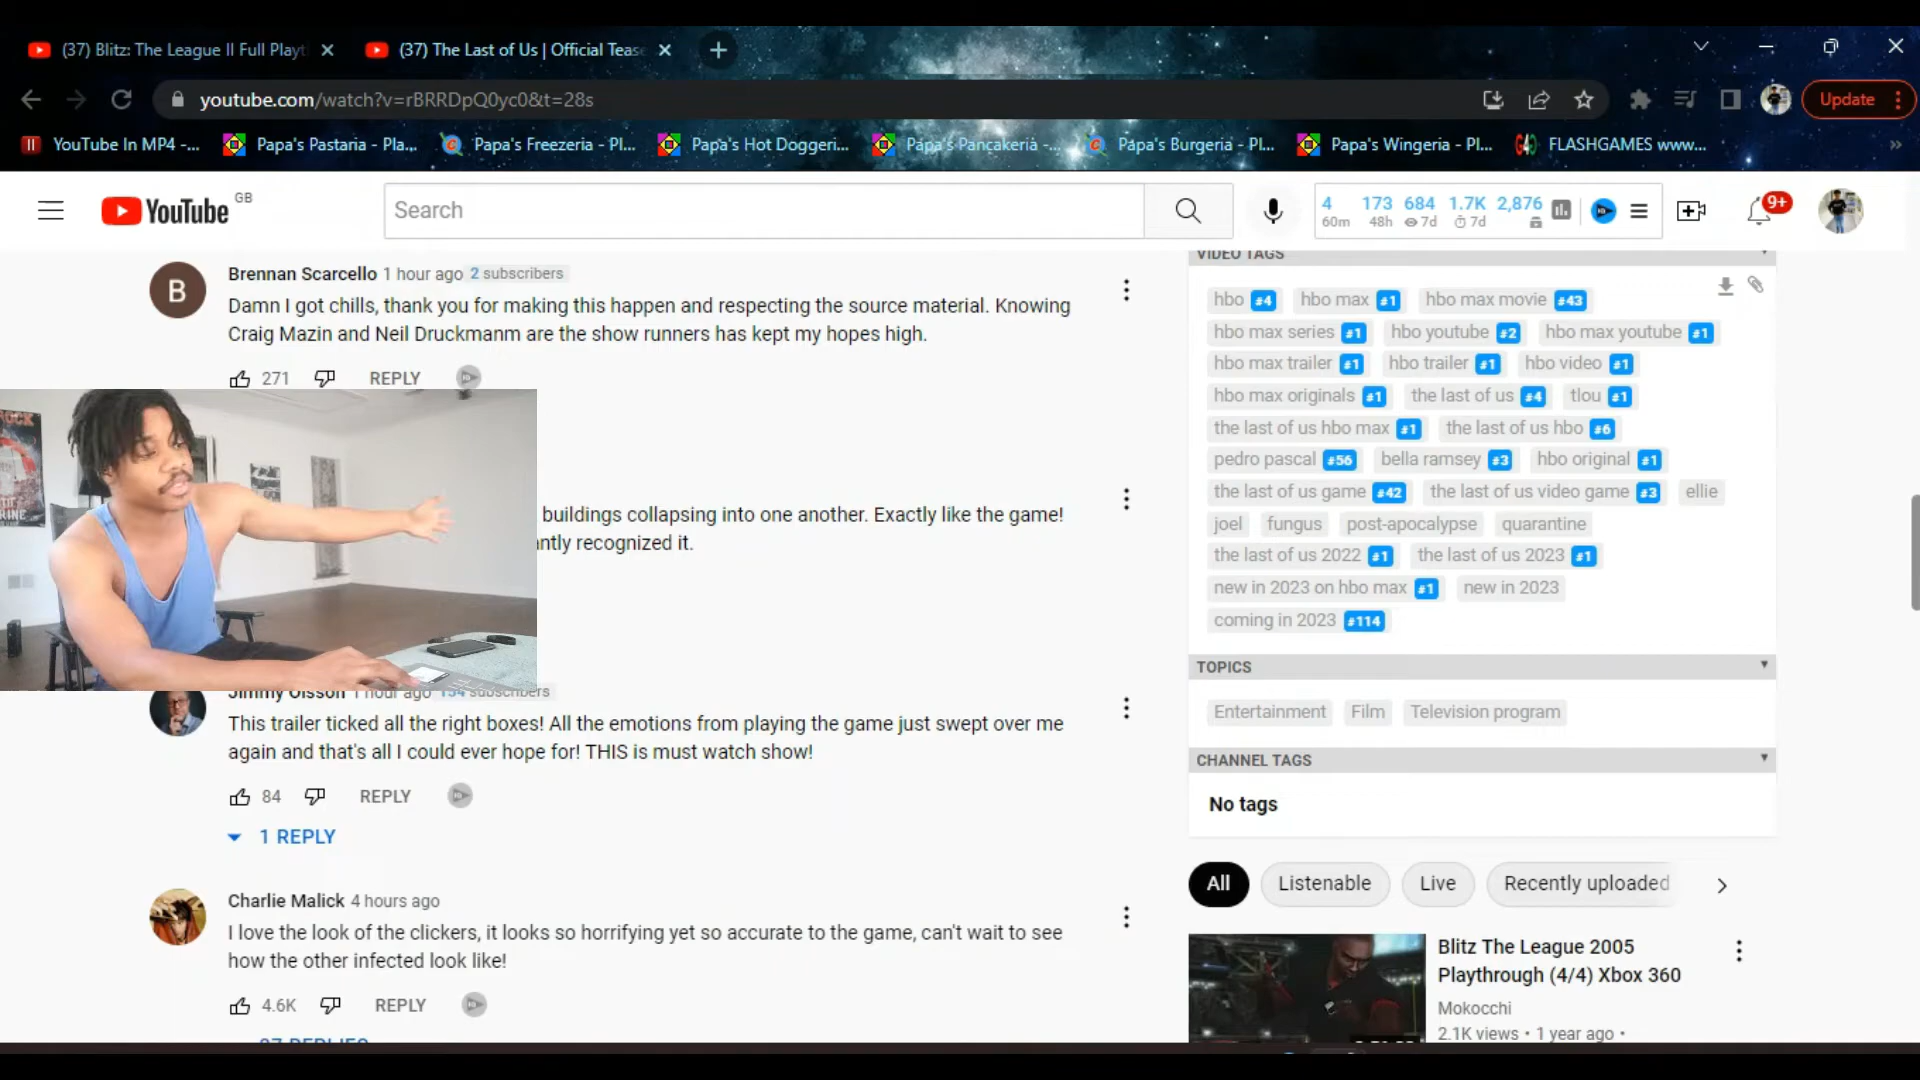 (37) Blitz: The League II Full Playt
(37) The Last of Us | Official Tease
youtube.com/watch?v=rBRRDpQ0yc0&t=28s
Update
YouTube In MP4 -...
Papa's Pastaria - Pla...
Papa's Freezeria - Pl...
Papa's Hot Doggeri...
Papa's Pancakeria -...
Papa's Burgeria - Pl...
Papa's Wingeria - Pl...
FLASHGAMES www...
YouTube GB
Search
4 173 684 1.7K 2,876
60m 48h 7d 7d
9+
Brennan Scarcello 1 hour ago 2 subscribers
B
Damn I got chills, thank you for making this happen and respecting the source material. Knowing
Craig Mazin and Neil Druckmanm are the show runners has kept my hopes high.
271 REPLY
buildings collapsing into one another. Exactly like the game!
antly recognized it.
Jimmy Olsson 1 hour ago 154 subscribers
This trailer ticked all the right boxes! All the emotions from playing the game just swept over me
again and that's all I could ever hope for! THIS is must watch show!
84 REPLY
1 REPLY
Charlie Malick 4 hours ago
I love the look of the clickers, it looks so horrifying yet so accurate to the game, can't wait to see
how the other infected look like!
4.6K REPLY
VIDEO TAGS
hbo #4 hbo max #1 hbo max movie #43
hbo max series #1 hbo youtube #2 hbo max youtube #1
hbo max trailer #1 hbo trailer #1 hbo video #1
hbo max originals #1 the last of us #4 tlou #1
the last of us hbo max #1 the last of us hbo #6
pedro pascal #56 bella ramsey #3 hbo original #1
the last of us game #42 the last of us video game #3 ellie
joel fungus post-apocalypse quarantine
the last of us 2022 #1 the last of us 2023 #1
new in 2023 on hbo max #1 new in 2023
coming in 2023 #114
TOPICS
Entertainment Film Television program
CHANNEL TAGS
No tags
All Listenable Live Recently uploaded
Blitz The League 2005
Playthrough (4/4) Xbox 360
Mokocchi
2.1K views • 1 year ago •